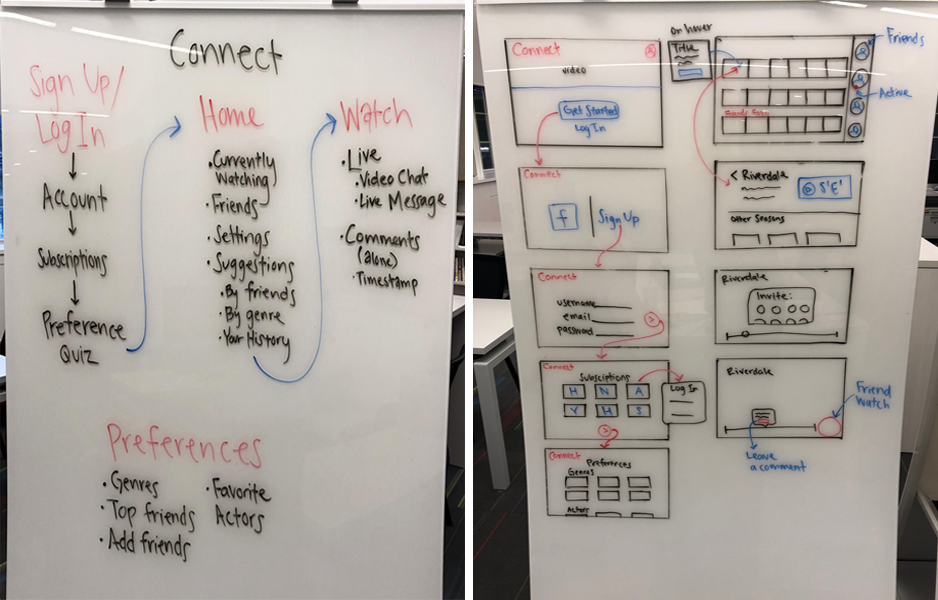 Connect
Sign Up/
Log In
Account
Subscriptions
Preference
Quiz
Home
• Currently
Watching
• Friends
• Settings
• Suggestions
• By friends
• By genre
• Your History
Watch
• Live
• Video Chat
• Live Message
• Comments
(alone)
• Timestamp
Preferences
• Genres
• Top friends
• Add friends
• Favorite
Actors
Connect
video
Get Started
Log In
Connect
f
Sign Up
Connect
username
email
password
Connect
Subsciptions
H N A
Y H S
Log In
Connect
Preferences
Genres
Actors
on hover
Title
Friends
Active
< Riverdale
S'E'
Other Seasons
Riverdale
Invite:
Riverdale
Friend
Watch
Leave
a comment